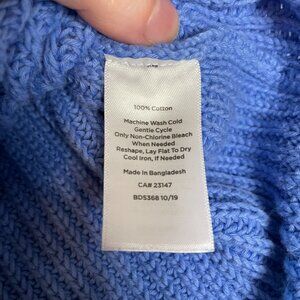 100% Cotton
Machine Wash Cold
Gentle Cycle
Only Non-Chlorine Bleach
When Needed
Reshape, Lay Flat To Dry
Cool Iron, If Needed
Made In Bangladesh
CA# 23147
BD5368 10/19